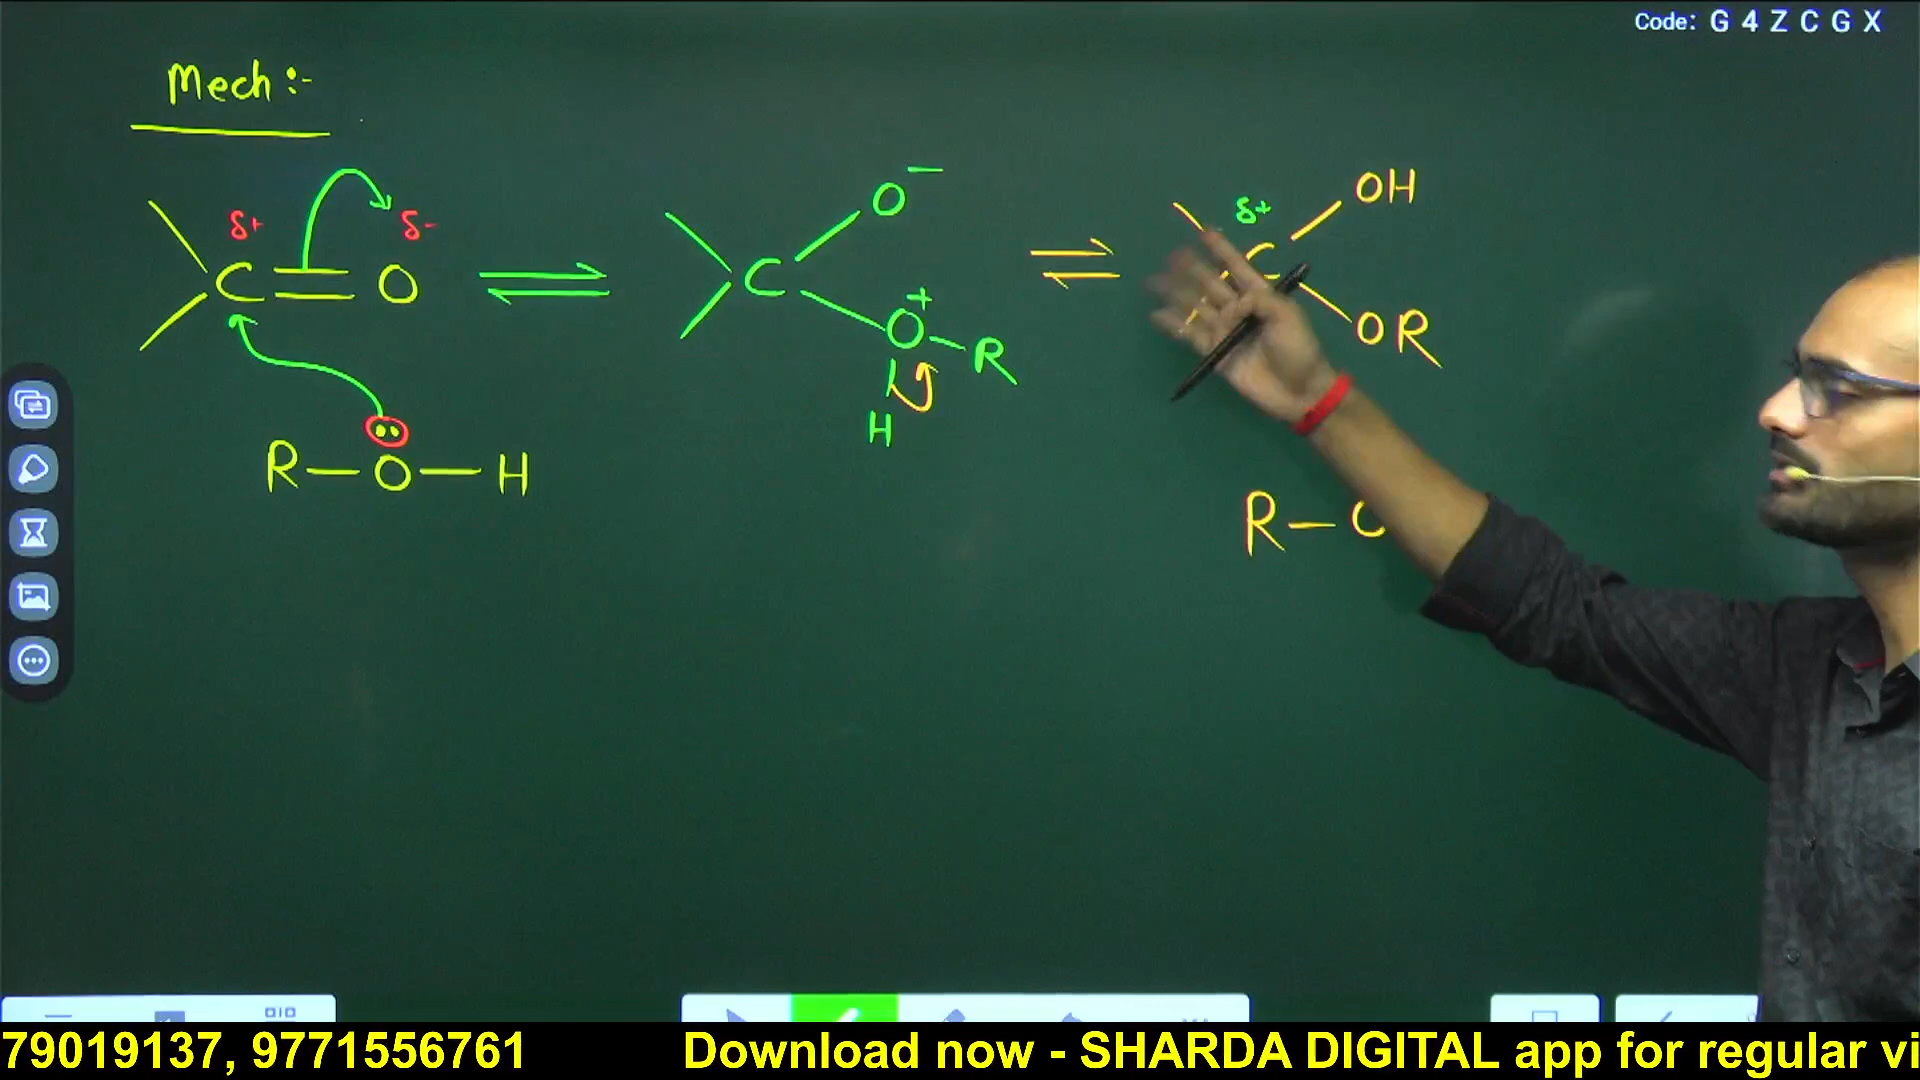 Code: G 4 Z C G X
Mech :-
δ+ δ-
C = O ⇌ C O⁻ ⇌ δ+ C OH
O⁺ – R
H
OR
R – O – H
R –
79019137, 9771556761 Download now - SHARDA DIGITAL app for regular vi